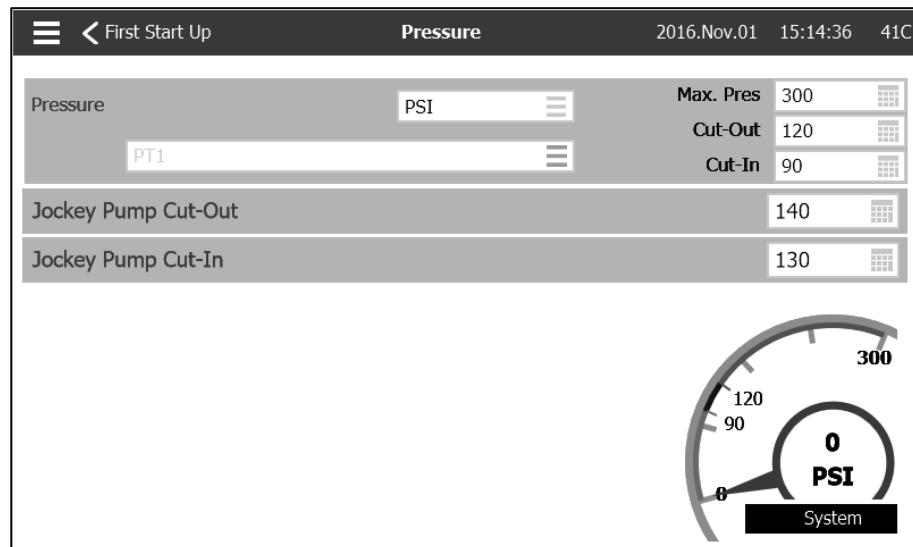 First Start Up Pressure 2016.Nov.01 15:14:36 41C
Pressure PSI Max. Pres 300
Cut-Out 120
PT1
Cut-In 90
Jockey Pump Cut-Out 140
Jockey Pump Cut-In 130
300
120
90
0
PSI
0
System